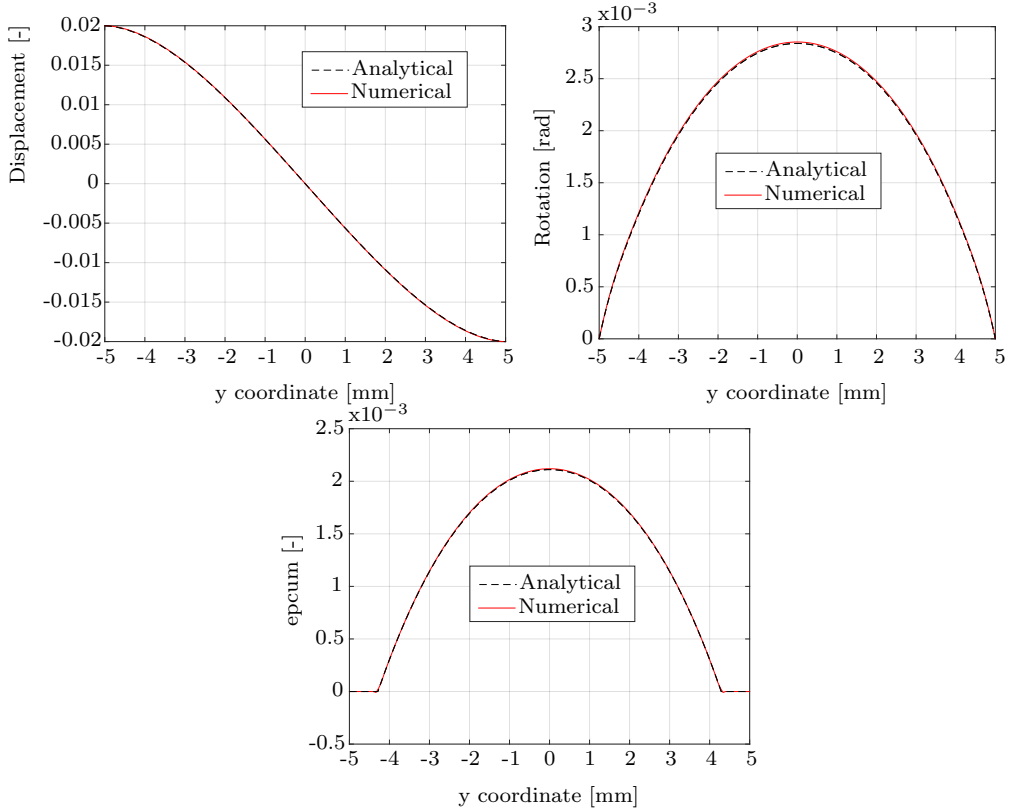 Displacement [-]
0.02
0.015
0.01
0.005
0
-0.005
-0.01
-0.015
-0.02
-5 -4 -3 -2 -1 0 1 2 3 4 5
y coordinate [mm]
Analytical
Numerical
x10−3
Rotation [rad]
3
2.5
2
1.5
1
0.5
0
-5 -4 -3 -2 -1 0 1 2 3 4 5
y coordinate [mm]
Analytical
Numerical
x10−3
epcum [-]
2.5
2
1.5
1
0.5
0
-0.5
-5 -4 -3 -2 -1 0 1 2 3 4 5
y coordinate [mm]
Analytical
Numerical